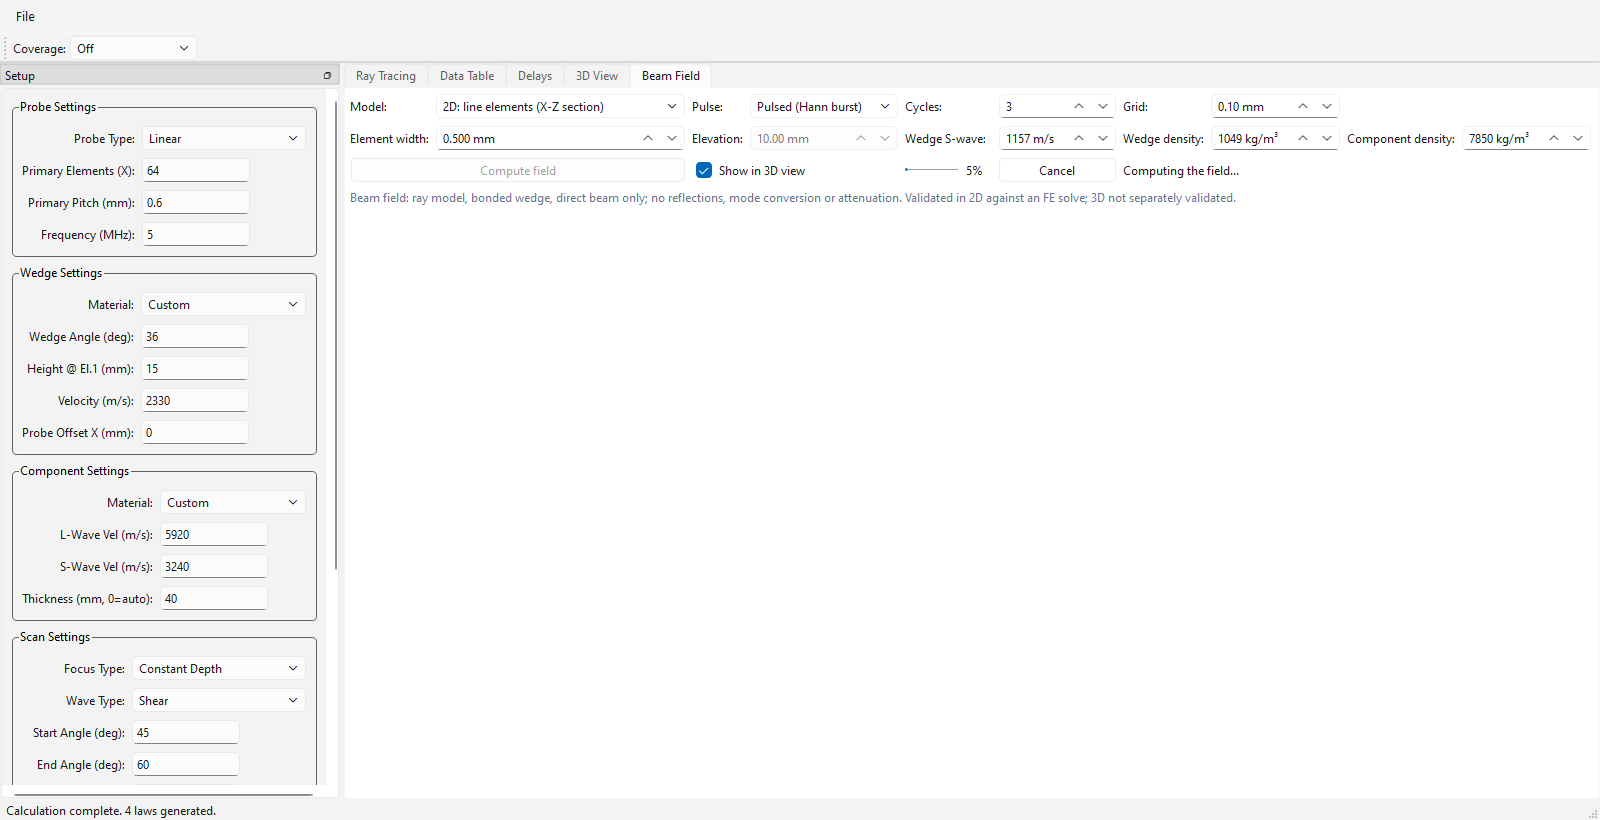 File
Coverage: Off
Setup
Ray Tracing Data Table Delays 3D View Beam Field
Probe Settings
Probe Type: Linear
Primary Elements (X): 64
Primary Pitch (mm): 0.6
Frequency (MHz): 5
Wedge Settings
Material: Custom
Wedge Angle (deg): 36
Height @ El.1 (mm): 15
Velocity (m/s): 2330
Probe Offset X (mm): 0
Component Settings
Material: Custom
L-Wave Vel (m/s): 5920
S-Wave Vel (m/s): 3240
Thickness (mm, 0=auto): 40
Scan Settings
Focus Type: Constant Depth
Wave Type: Shear
Start Angle (deg): 45
End Angle (deg): 60
Model: 2D: line elements (X-Z section) Pulse: Pulsed (Hann burst) Cycles: 3 Grid: 0.10 mm
Element width: 0.500 mm Elevation: 10.00 mm Wedge S-wave: 1157 m/s Wedge density: 1049 kg/m³ Component density: 7850 kg/m³
Compute field Show in 3D view 5% Cancel Computing the field...
Beam field: ray model, bonded wedge, direct beam only; no reflections, mode conversion or attenuation. Validated in 2D against an FE solve; 3D not separately validated.
Calculation complete. 4 laws generated.